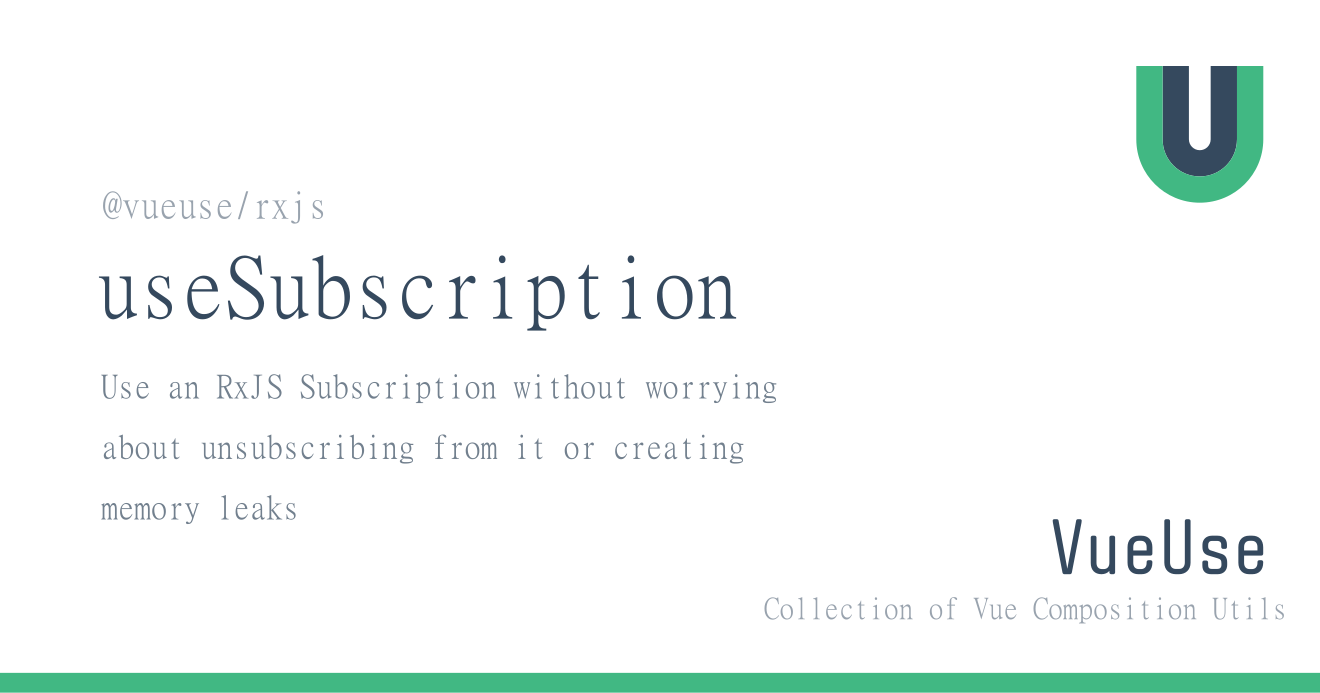 @vueuse/rxjs
useSubscription
Use an RxJS Subscription without worrying
about unsubscribing from it or creating
memory leaks
VueUse
Collection of Vue Composition Utils